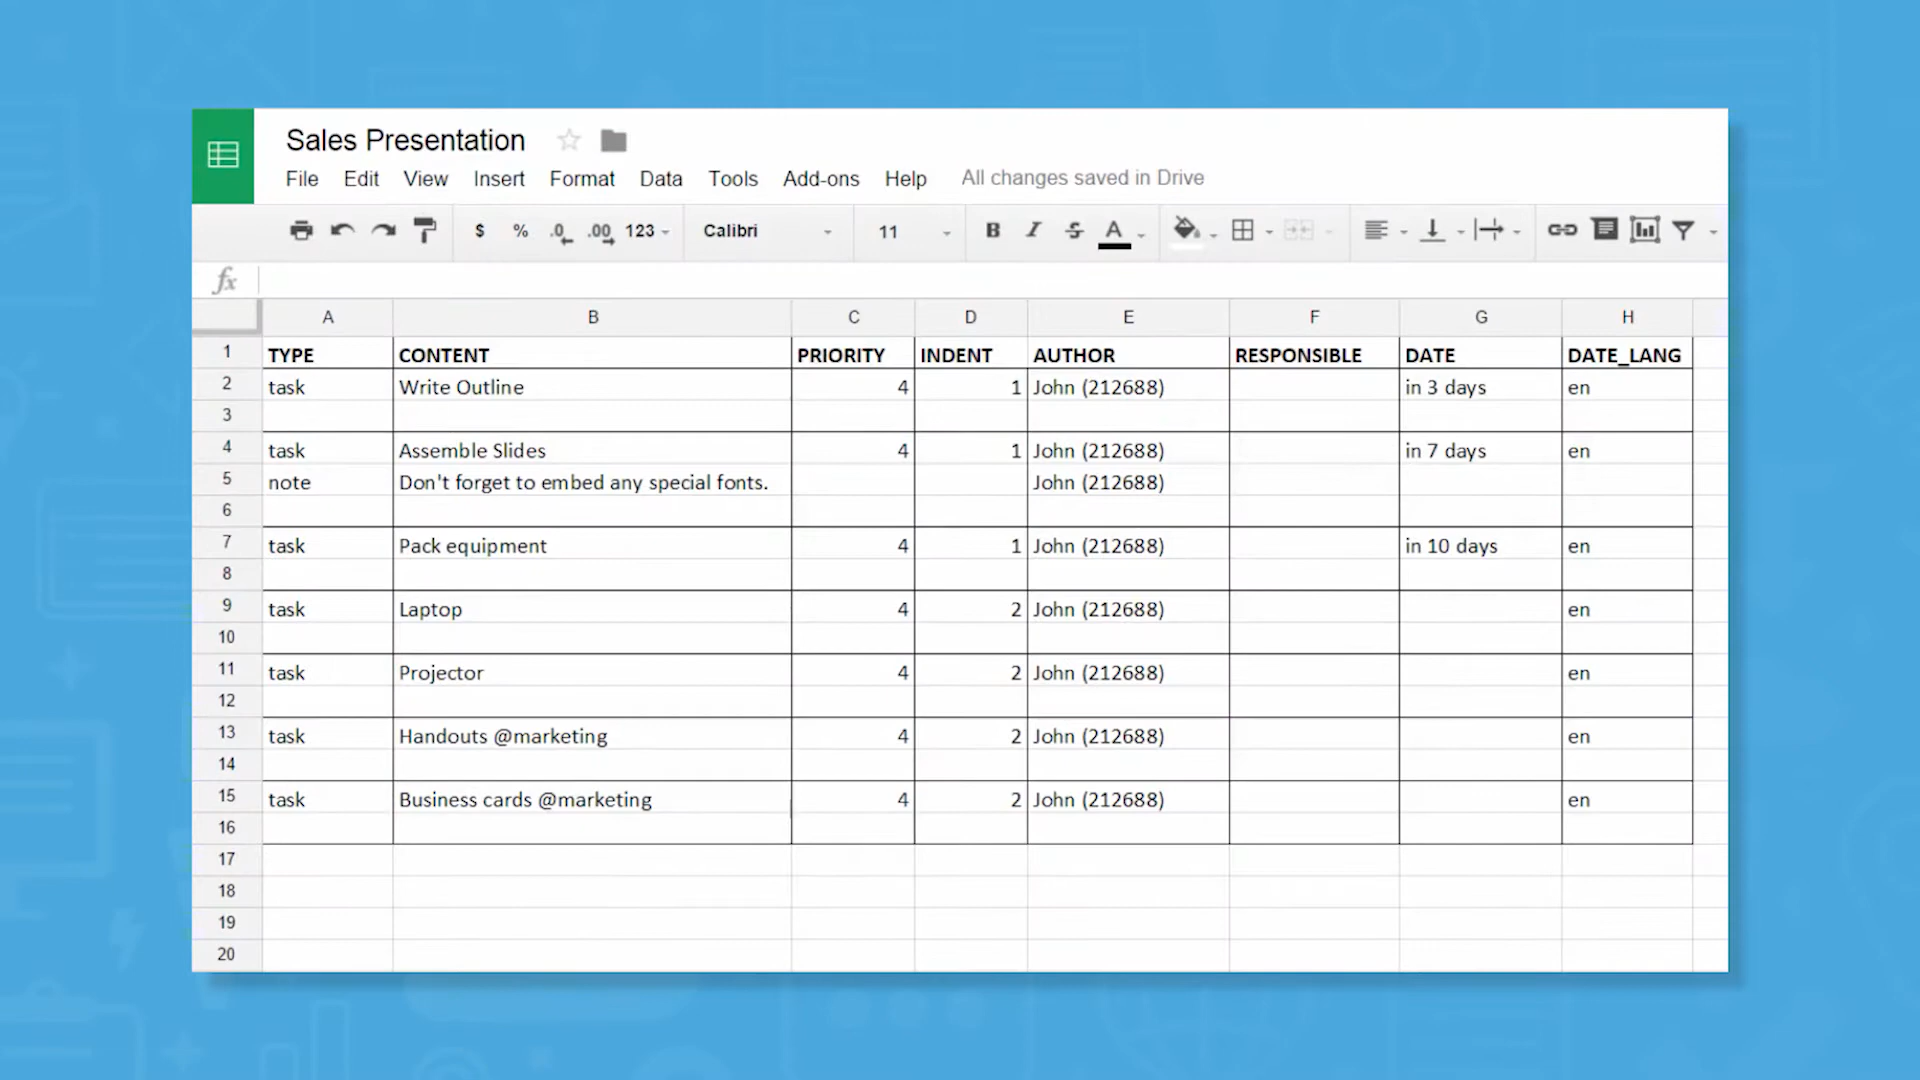 Sales Presentation
File Edit View Insert Format Data Tools Add-ons Help All changes saved in Drive
$ % .0 .00 123 Calibri 11 B I S A
fx
A B C D E F G H
1 TYPE CONTENT PRIORITY INDENT AUTHOR RESPONSIBLE DATE DATE_LANG
2 task Write Outline 4 1 John (212688) in 3 days en
3
4 task Assemble Slides 4 1 John (212688) in 7 days en
5 note Don't forget to embed any special fonts. John (212688)
6
7 task Pack equipment 4 1 John (212688) in 10 days en
8
9 task Laptop 4 2 John (212688) en
10
11 task Projector 4 2 John (212688) en
12
13 task Handouts @marketing 4 2 John (212688) en
14
15 task Business cards @marketing 4 2 John (212688) en
16
17
18
19
20